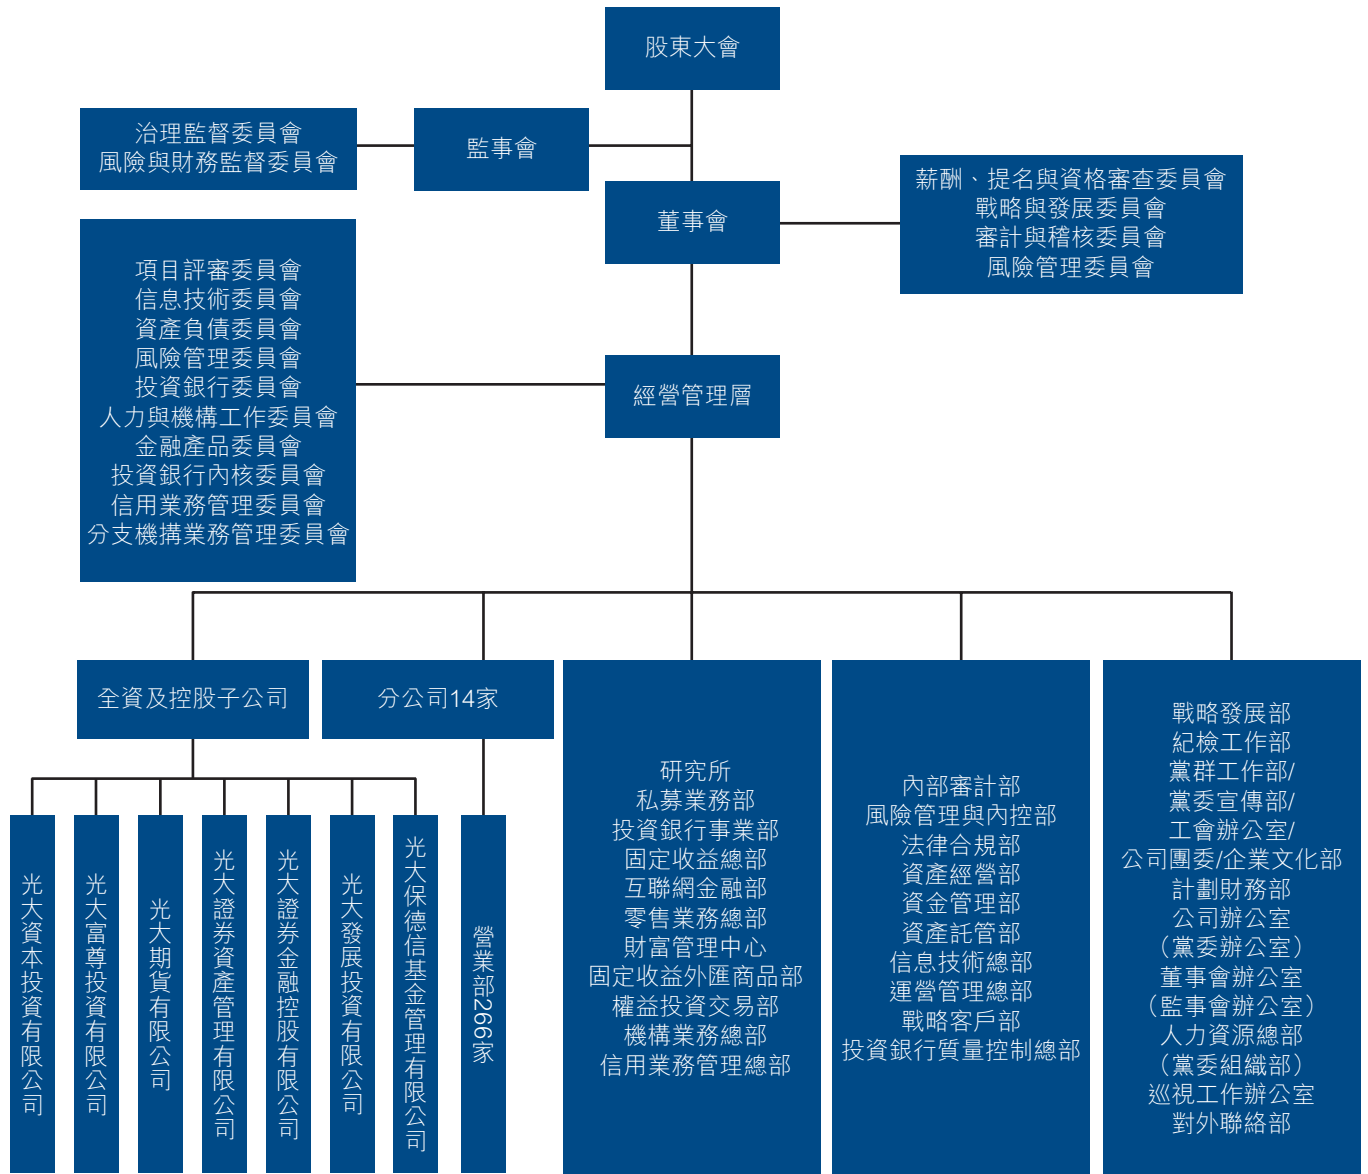 股東大會
治理監督委員會
風險與財務監督委員會
監事會
薪酬、提名與資格審查委員會
戰略與發展委員會
審計與稽核委員會
風險管理委員會
董事會
項目評審委員會
信息技術委員會
資產負債委員會
風險管理委員會
投資銀行委員會
人力與機構工作委員會
金融產品委員會
投資銀行內核委員會
信用業務管理委員會
分支機搆業務管理委員會
經營管理層
全資及控股子公司
分公司14家
光大資本投資有限公司
光大富尊投資有限公司
光大期貨有限公司
光大證券資產管理有限公司
光大證券金融控股有限公司
光大發展投資有限公司
光大保德信基金管理有限公司
營業部266家
研究所
私募業務部
投資銀行事業部
固定收益總部
互聯網金融部
零售業務總部
財富管理中心
固定收益外匯商品部
權益投資交易部
機構業務總部
信用業務管理總部
內部審計部
風險管理與內控部
法律合規部
資產經營部
資金管理部
資產託管部
信息技術總部
運營管理總部
戰略客戶部
投資銀行質量控制總部
戰略發展部
紀檢工作部
黨群工作部/
黨委宣傳部/
工會辦公室/
公司團委/企業文化部
計劃財務部
公司辦公室
（黨委辦公室）
董事會辦公室
（監事會辦公室）
人力資源總部
（黨委組織部）
巡視工作辦公室
對外聯絡部